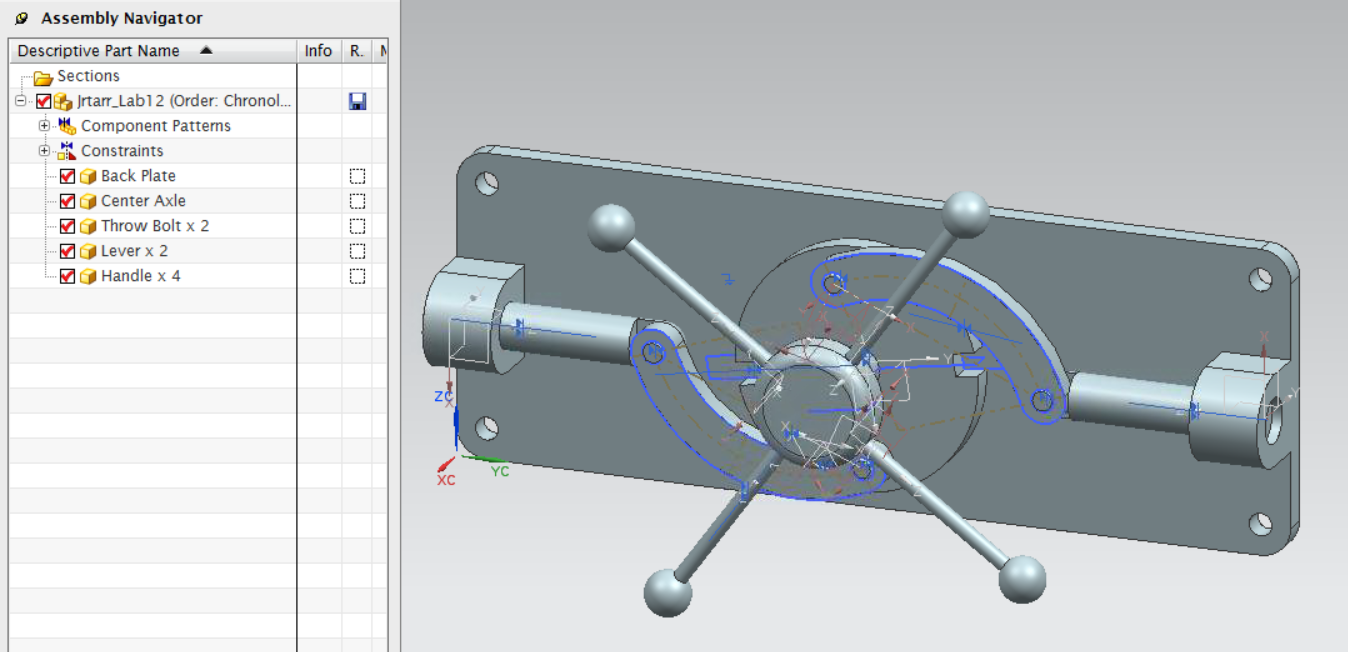 Assembly Navigator
Descriptive Part Name Info R. M
Sections
Jrtarr_Lab12 (Order: Chronol...
Component Patterns
Constraints
Back Plate
Center Axle
Throw Bolt x 2
Lever x 2
Handle x 4
ZC
YC
XC